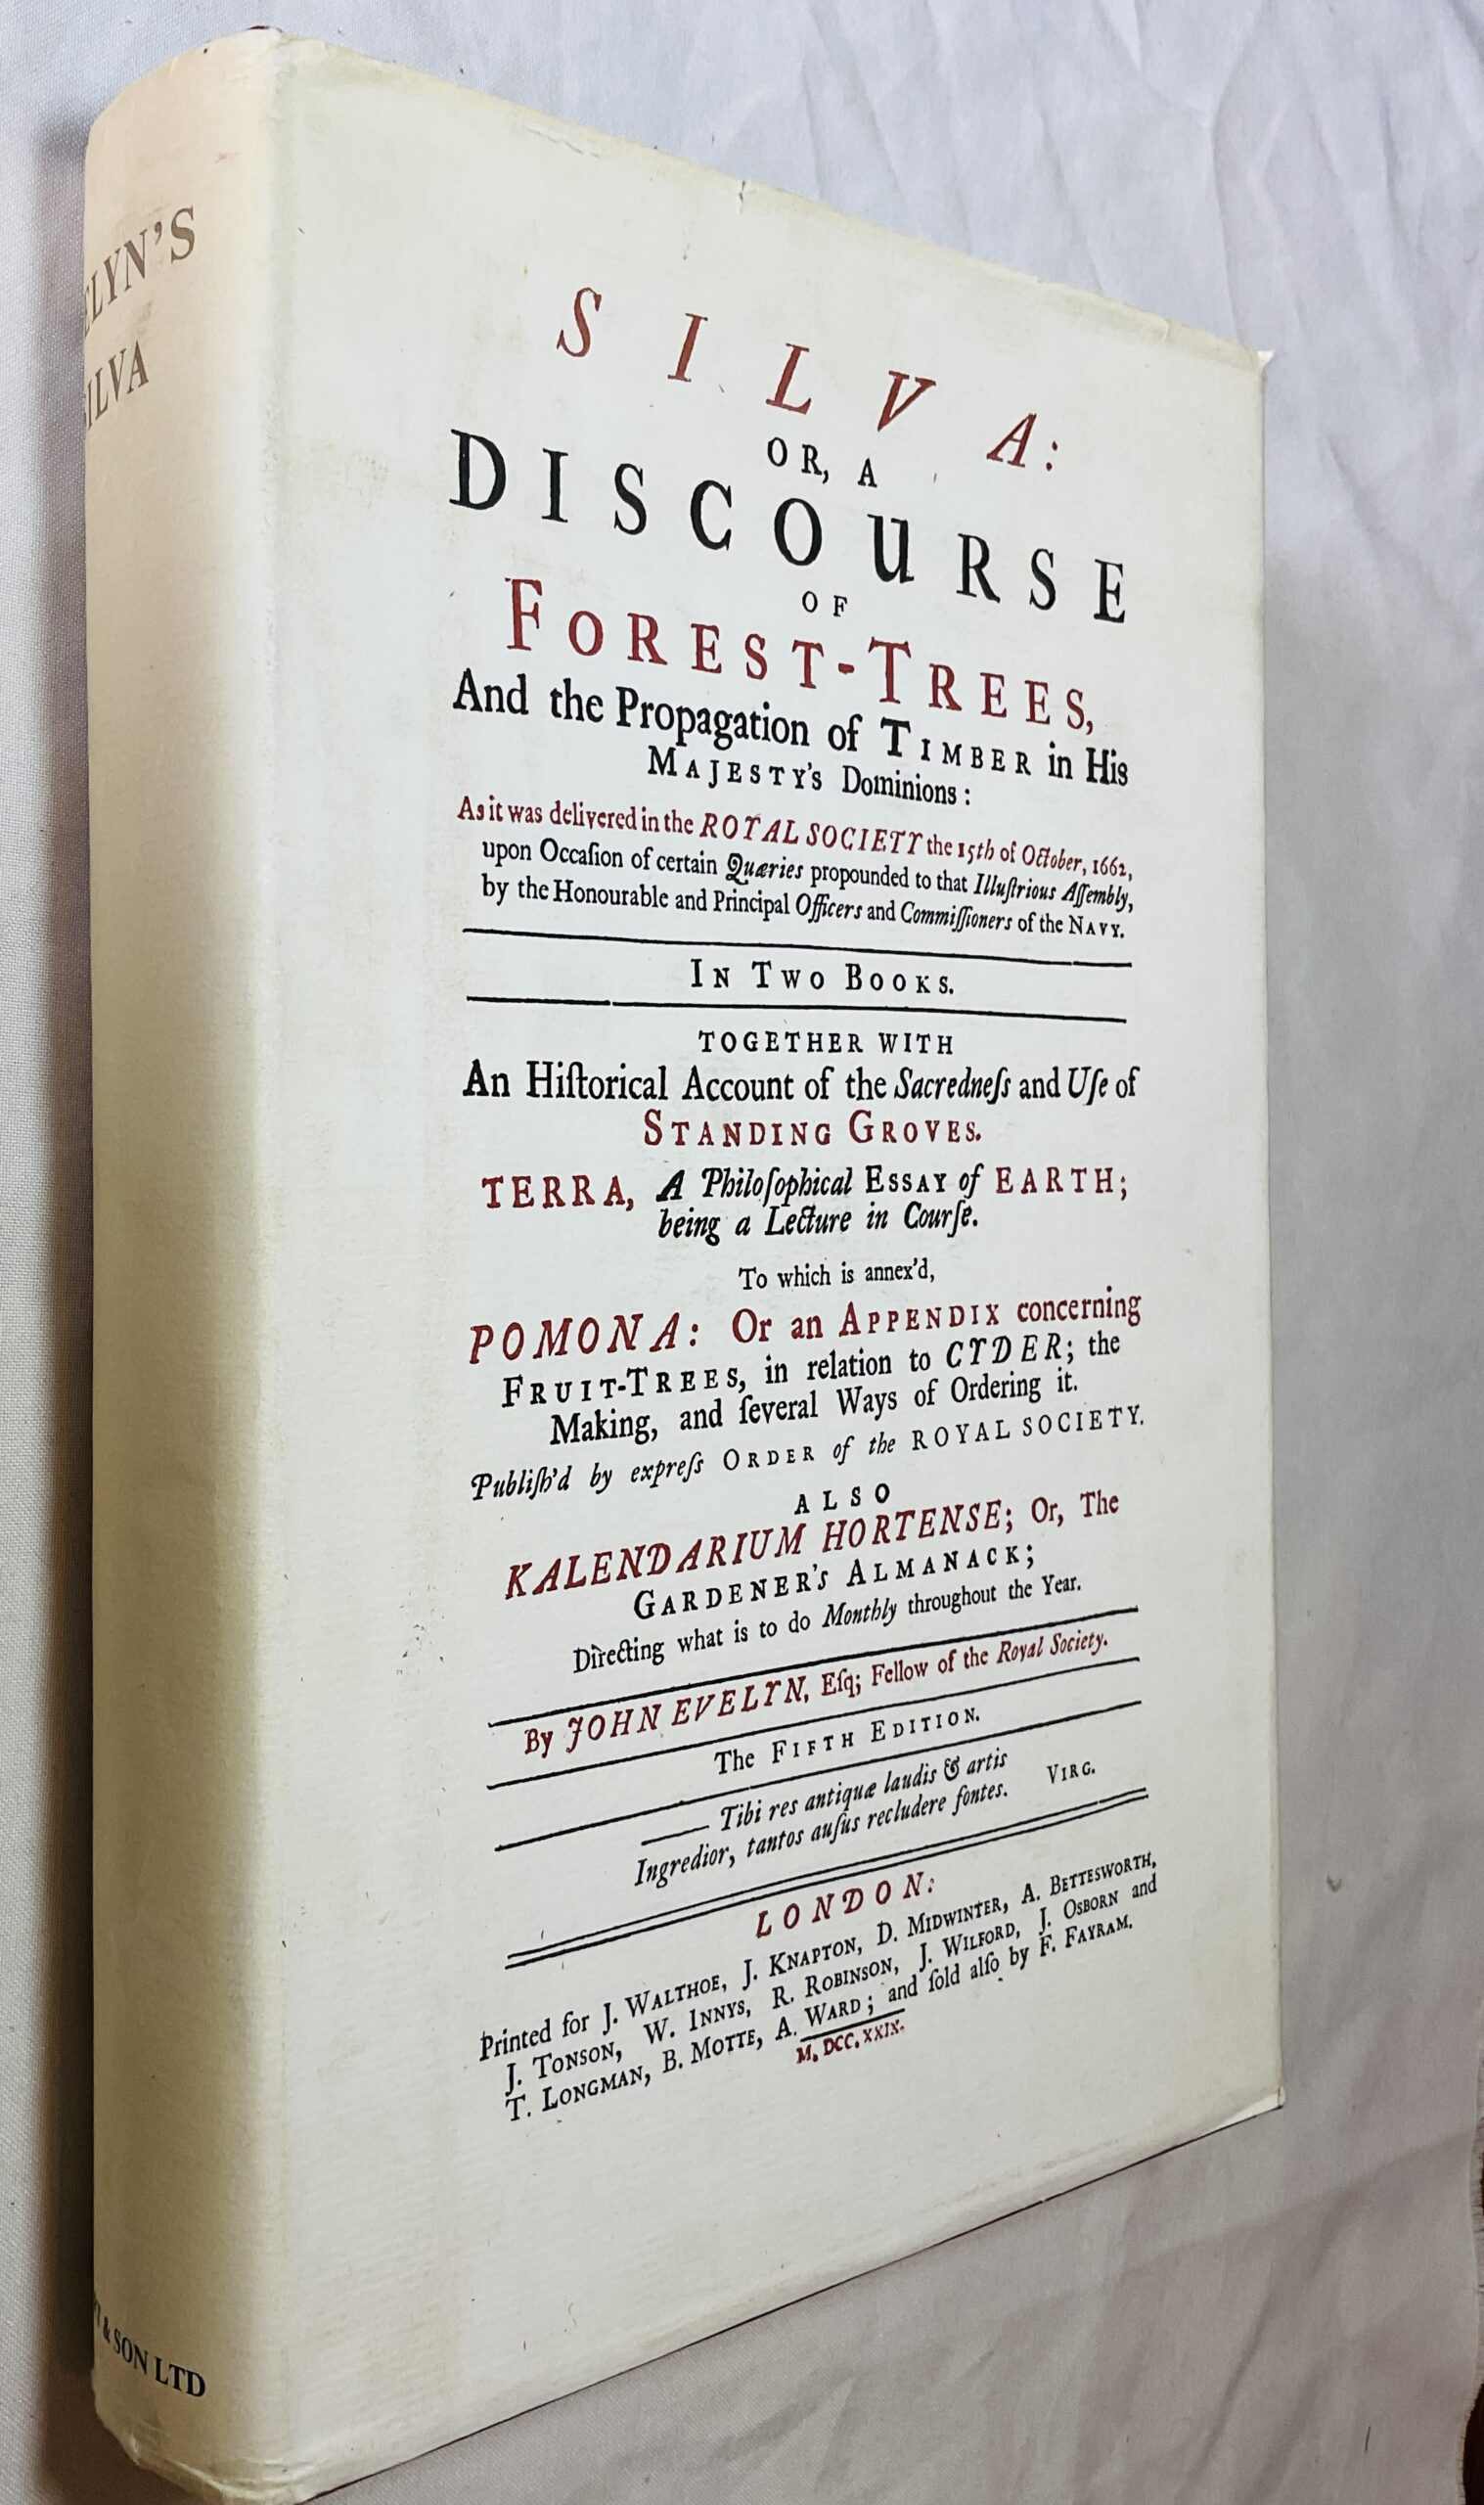 S I L V A:
OR, A
DISCOURSE
OF
FOREST-TREES,
And the Propagation of TIMBER in His
MAJESTY's Dominions:
As it was delivered in the ROYAL SOCIETY the 15th of October, 1662,
upon Occaſion of certain Quæries propounded to that Illuſtrious Aſſembly,
by the Honourable and Principal Officers and Commiſſioners of the NAVY.
IN TWO BOOKS.
TOGETHER WITH
An Hiſtorical Account of the Sacredneſs and Uſe of
STANDING GROVES.
TERRA, A Philoſophical ESSAY of EARTH;
being a Lecture in Courſe.
To which is annex'd,
POMONA: Or an APPENDIX concerning
FRUIT-TREES, in relation to CYDER; the
Making, and ſeveral Ways of Ordering it.
Publiſh'd by expreſs ORDER of the ROYAL SOCIETY.
ALSO
KALENDARIUM HORTENSE; Or, The
GARDENER's ALMANACK;
Directing what is to do Monthly throughout the Year.
By JOHN EVELYN, Eſq; Fellow of the Royal Society.
The FIFTH EDITION.
—— Tibi res antiquæ laudis & artis
Ingredior, tantos auſus recludere fontes. VIRG.
LONDON:
Printed for J. WALTHOE, J. KNAPTON, D. MIDWINTER, A. BETTESWORTH,
J. TONSON, W. INNYS, R. ROBINSON, J. WILFORD, J. OSBORN and
T. LONGMAN, B. MOTTE, A. WARD; and ſold alſo by F. FAYRAM.
M. DCC. XXIX.
ELYN'S
SILVA
& SON LTD